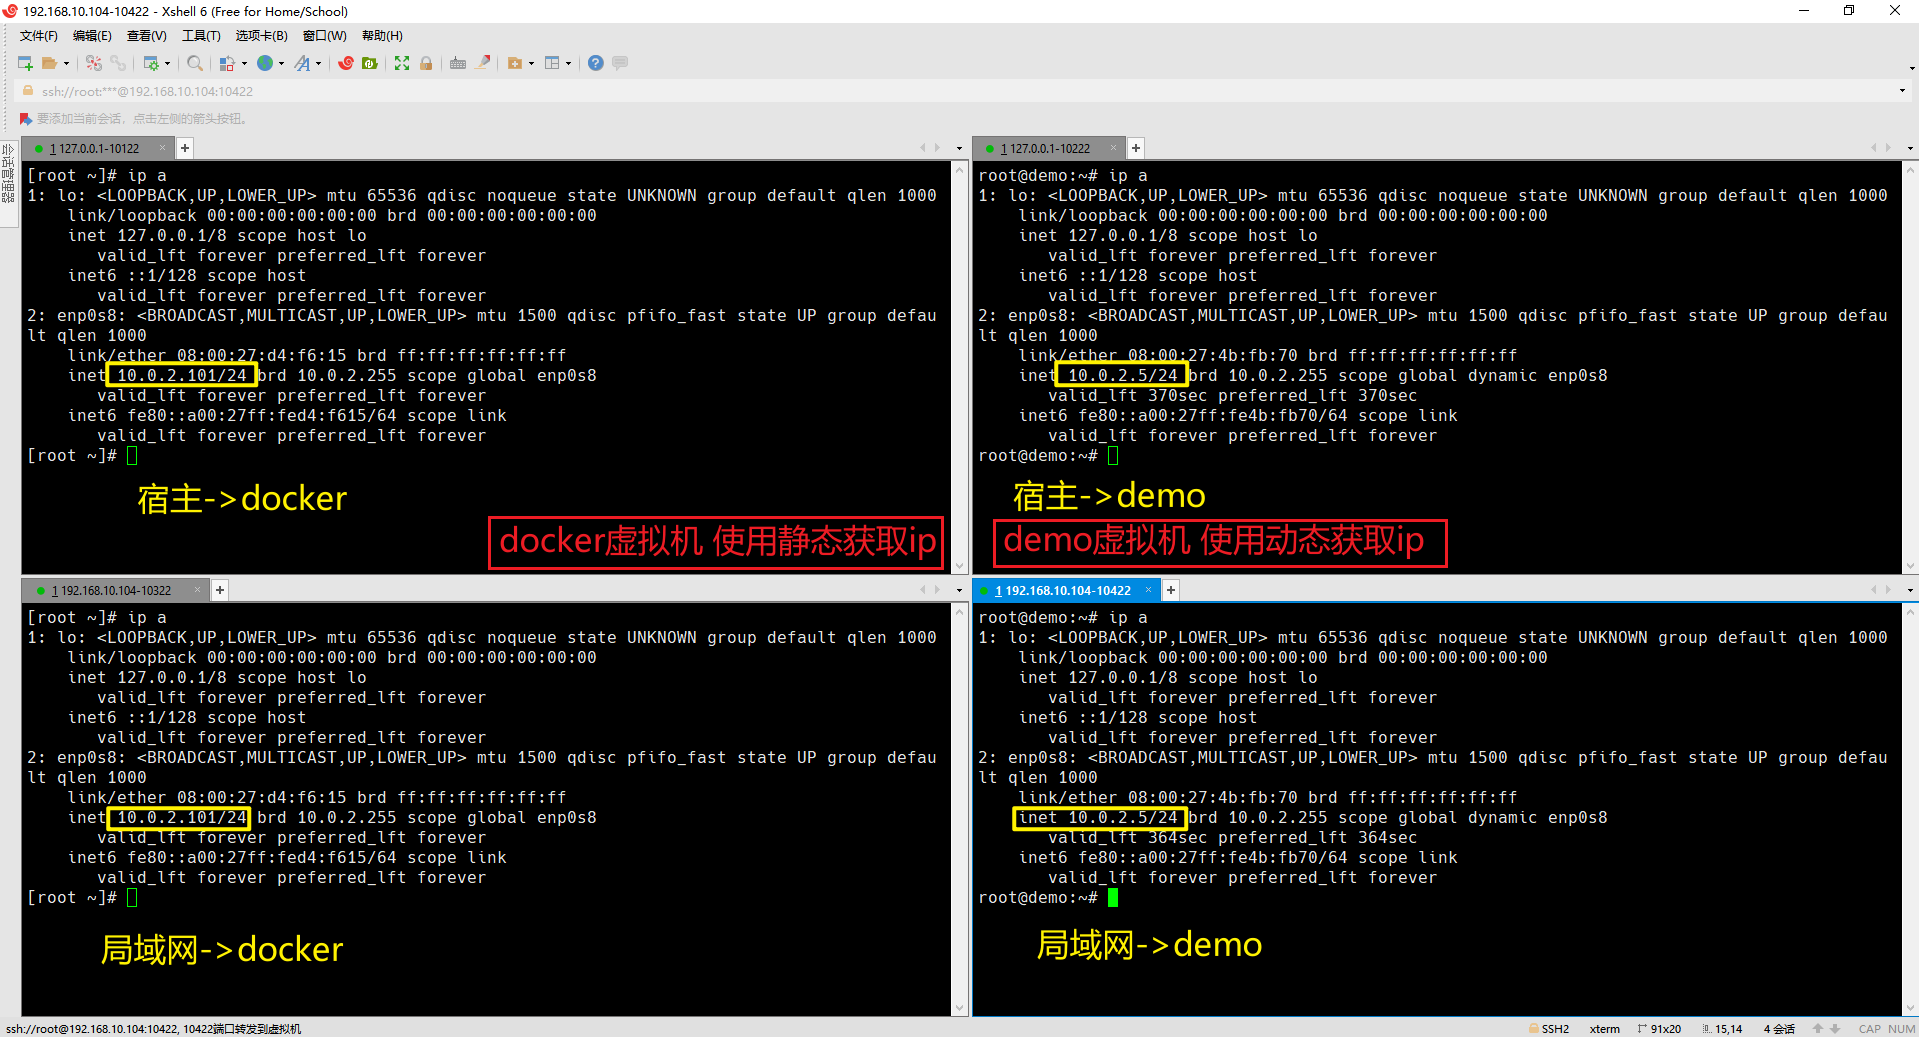 192.168.10.104-10422 - Xshell 6 (Free for Home/School)
文件(F) 编辑(E) 查看(V) 工具(T) 选项卡(B) 窗口(W) 帮助(H)
ssh://root:***@192.168.10.104:10422
要添加当前会话，点击左侧的箭头按钮。
会话管理器
1 127.0.0.1-10122
[root ~]# ip a
1: lo: <LOOPBACK,UP,LOWER_UP> mtu 65536 qdisc noqueue state UNKNOWN group default qlen 1000
link/loopback 00:00:00:00:00:00 brd 00:00:00:00:00:00
inet 127.0.0.1/8 scope host lo
valid_lft forever preferred_lft forever
inet6 ::1/128 scope host
valid_lft forever preferred_lft forever
2: enp0s8: <BROADCAST,MULTICAST,UP,LOWER_UP> mtu 1500 qdisc pfifo_fast state UP group defau
lt qlen 1000
link/ether 08:00:27:d4:f6:15 brd ff:ff:ff:ff:ff:ff
inet 10.0.2.101/24 brd 10.0.2.255 scope global enp0s8
valid_lft forever preferred_lft forever
inet6 fe80::a00:27ff:fed4:f615/64 scope link
valid_lft forever preferred_lft forever
[root ~]#
宿主->docker
docker虚拟机 使用静态获取ip
1 127.0.0.1-10222
root@demo:~# ip a
1: lo: <LOOPBACK,UP,LOWER_UP> mtu 65536 qdisc noqueue state UNKNOWN group default qlen 1000
link/loopback 00:00:00:00:00:00 brd 00:00:00:00:00:00
inet 127.0.0.1/8 scope host lo
valid_lft forever preferred_lft forever
inet6 ::1/128 scope host
valid_lft forever preferred_lft forever
2: enp0s8: <BROADCAST,MULTICAST,UP,LOWER_UP> mtu 1500 qdisc pfifo_fast state UP group defau
lt qlen 1000
link/ether 08:00:27:4b:fb:70 brd ff:ff:ff:ff:ff:ff
inet 10.0.2.5/24 brd 10.0.2.255 scope global dynamic enp0s8
valid_lft 370sec preferred_lft 370sec
inet6 fe80::a00:27ff:fe4b:fb70/64 scope link
valid_lft forever preferred_lft forever
root@demo:~#
宿主->demo
demo虚拟机 使用动态获取ip
1 192.168.10.104-10322
[root ~]# ip a
1: lo: <LOOPBACK,UP,LOWER_UP> mtu 65536 qdisc noqueue state UNKNOWN group default qlen 1000
link/loopback 00:00:00:00:00:00 brd 00:00:00:00:00:00
inet 127.0.0.1/8 scope host lo
valid_lft forever preferred_lft forever
inet6 ::1/128 scope host
valid_lft forever preferred_lft forever
2: enp0s8: <BROADCAST,MULTICAST,UP,LOWER_UP> mtu 1500 qdisc pfifo_fast state UP group defau
lt qlen 1000
link/ether 08:00:27:d4:f6:15 brd ff:ff:ff:ff:ff:ff
inet 10.0.2.101/24 brd 10.0.2.255 scope global enp0s8
valid_lft forever preferred_lft forever
inet6 fe80::a00:27ff:fed4:f615/64 scope link
valid_lft forever preferred_lft forever
[root ~]#
局域网->docker
1 192.168.10.104-10422
root@demo:~# ip a
1: lo: <LOOPBACK,UP,LOWER_UP> mtu 65536 qdisc noqueue state UNKNOWN group default qlen 1000
link/loopback 00:00:00:00:00:00 brd 00:00:00:00:00:00
inet 127.0.0.1/8 scope host lo
valid_lft forever preferred_lft forever
inet6 ::1/128 scope host
valid_lft forever preferred_lft forever
2: enp0s8: <BROADCAST,MULTICAST,UP,LOWER_UP> mtu 1500 qdisc pfifo_fast state UP group defau
lt qlen 1000
link/ether 08:00:27:4b:fb:70 brd ff:ff:ff:ff:ff:ff
inet 10.0.2.5/24 brd 10.0.2.255 scope global dynamic enp0s8
valid_lft 364sec preferred_lft 364sec
inet6 fe80::a00:27ff:fe4b:fb70/64 scope link
valid_lft forever preferred_lft forever
root@demo:~#
局域网->demo
ssh://root@192.168.10.104:10422, 10422端口转发到虚拟机
SSH2 xterm 91x20 15,14 4 会话 CAP NUM